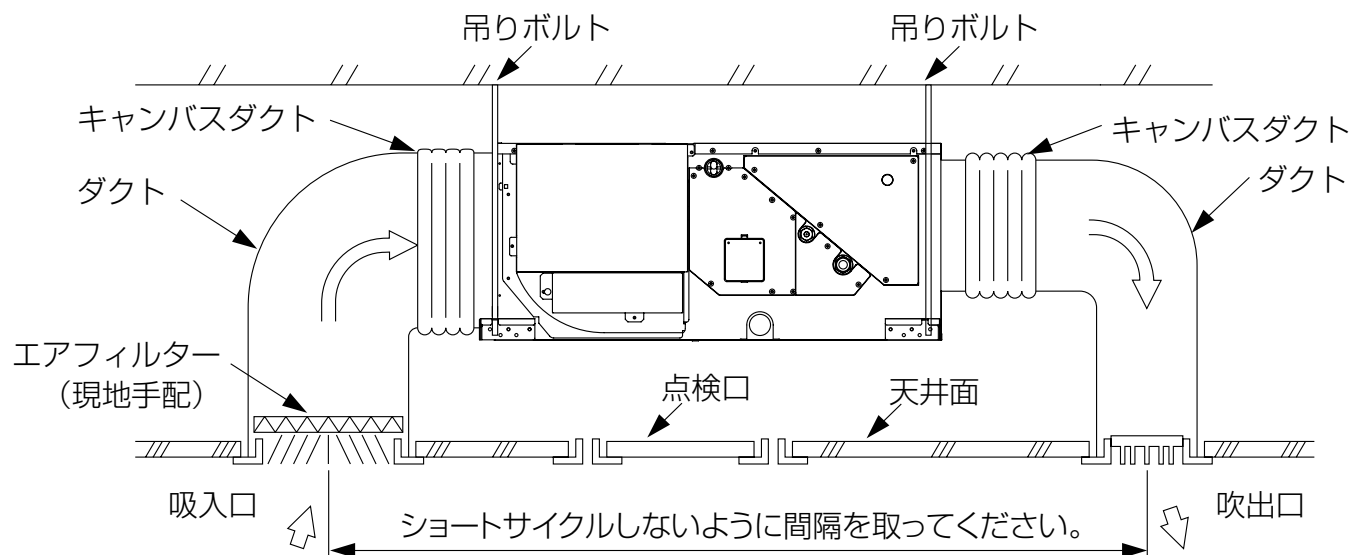 吊りボルト
吊りボルト
キャンバスダクト
キャンバスダクト
ダクト
ダクト
エアフィルター
（現地手配）
点検口
天井面
吸入口
吹出口
ショートサイクルしないように間隔を取ってください。